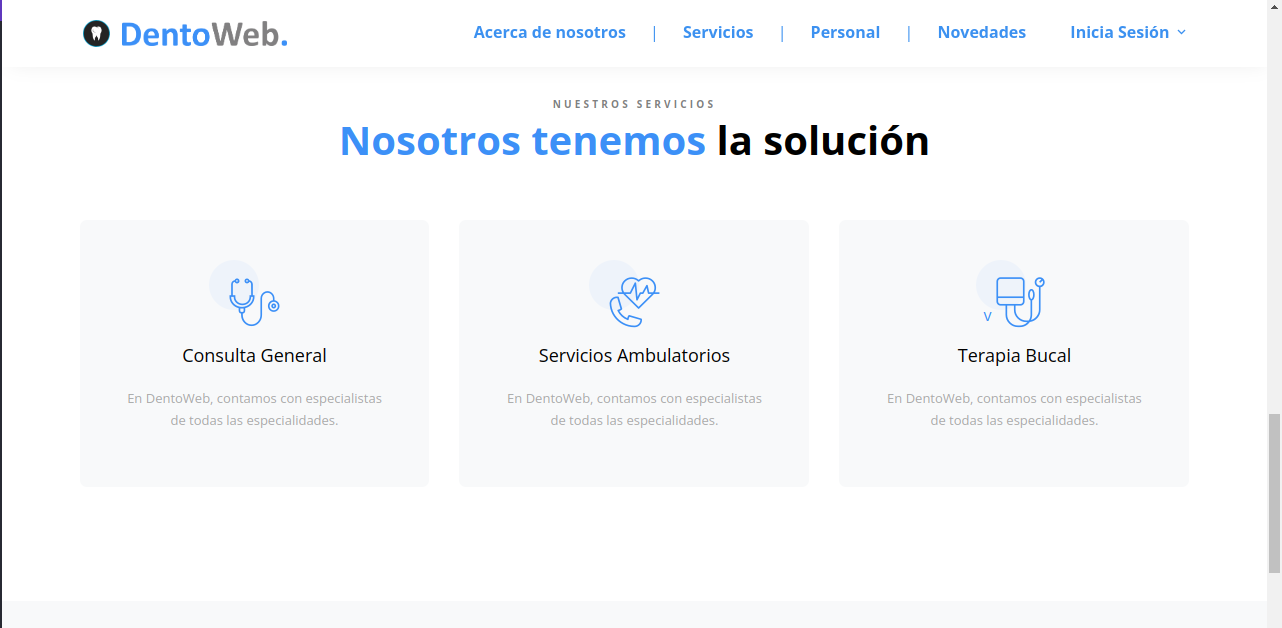 DentoWeb.
Acerca de nosotros | Servicios | Personal | Novedades Inicia Sesión
NUESTROS SERVICIOS
Nosotros tenemos la solución
V
Consulta General
Servicios Ambulatorios
Terapia Bucal
En DentoWeb, contamos con especialistas
de todas las especialidades.
En DentoWeb, contamos con especialistas
de todas las especialidades.
En DentoWeb, contamos con especialistas
de todas las especialidades.